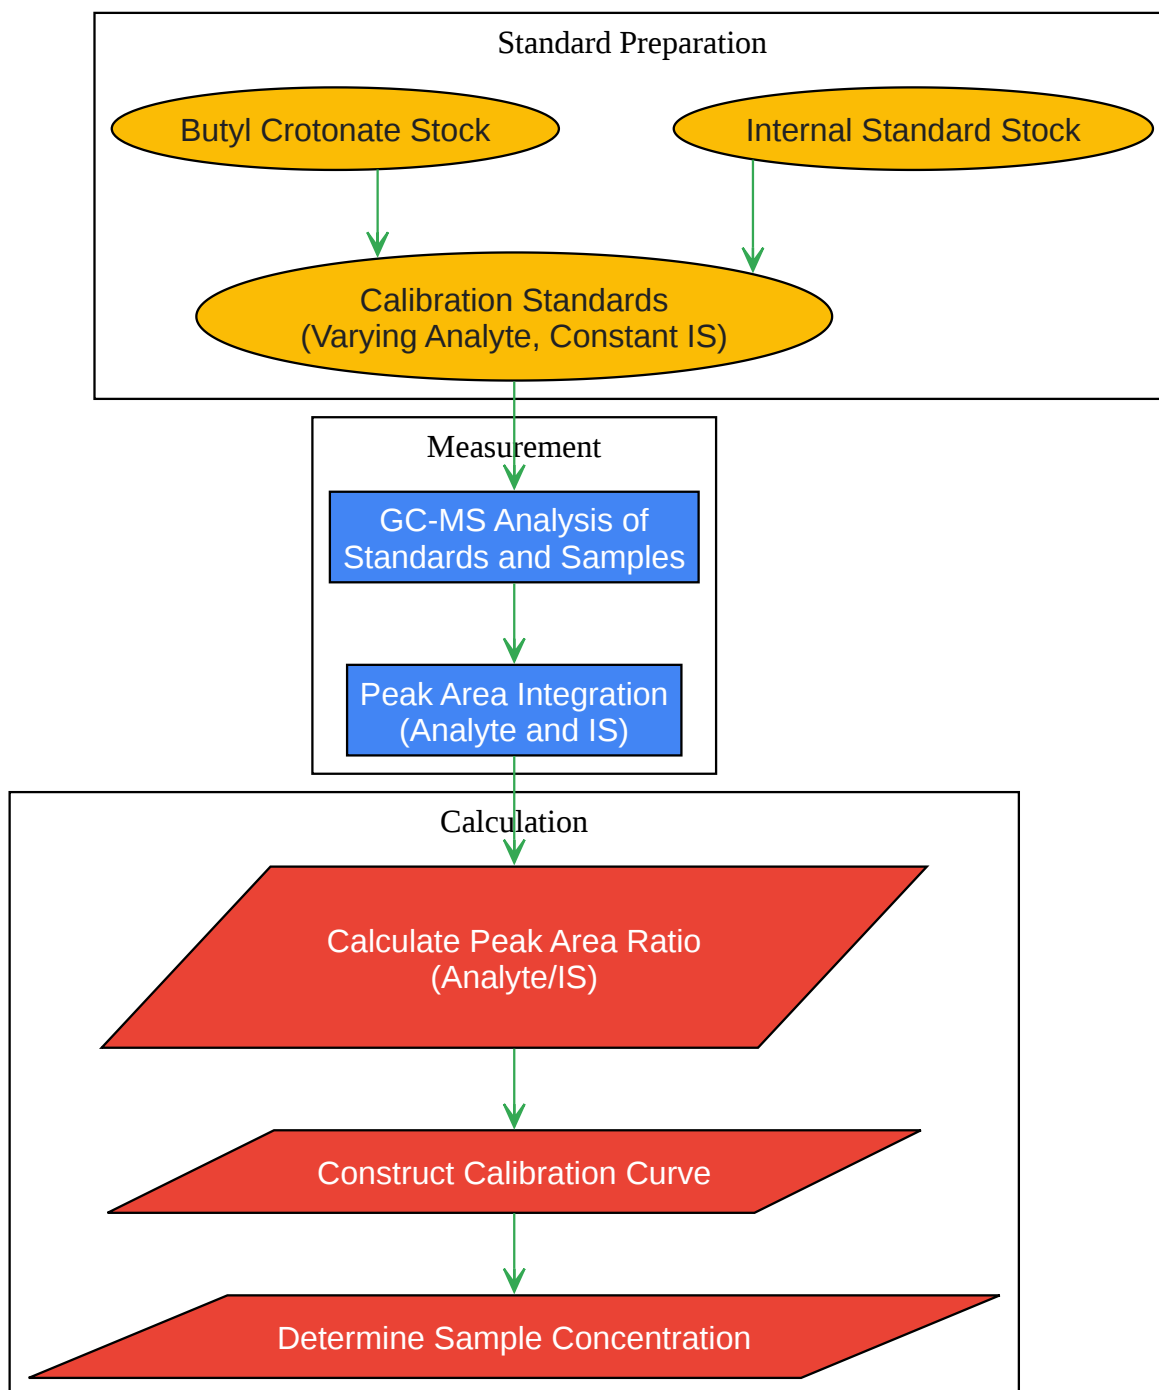 Standard Preparation
Butyl Crotonate Stock
Internal Standard Stock
Calibration Standards
(Varying Analyte, Constant IS)
Measurement
GC-MS Analysis of
Standards and Samples
Peak Area Integration
(Analyte and IS)
Calculation
Calculate Peak Area Ratio
(Analyte/IS)
Construct Calibration Curve
Determine Sample Concentration